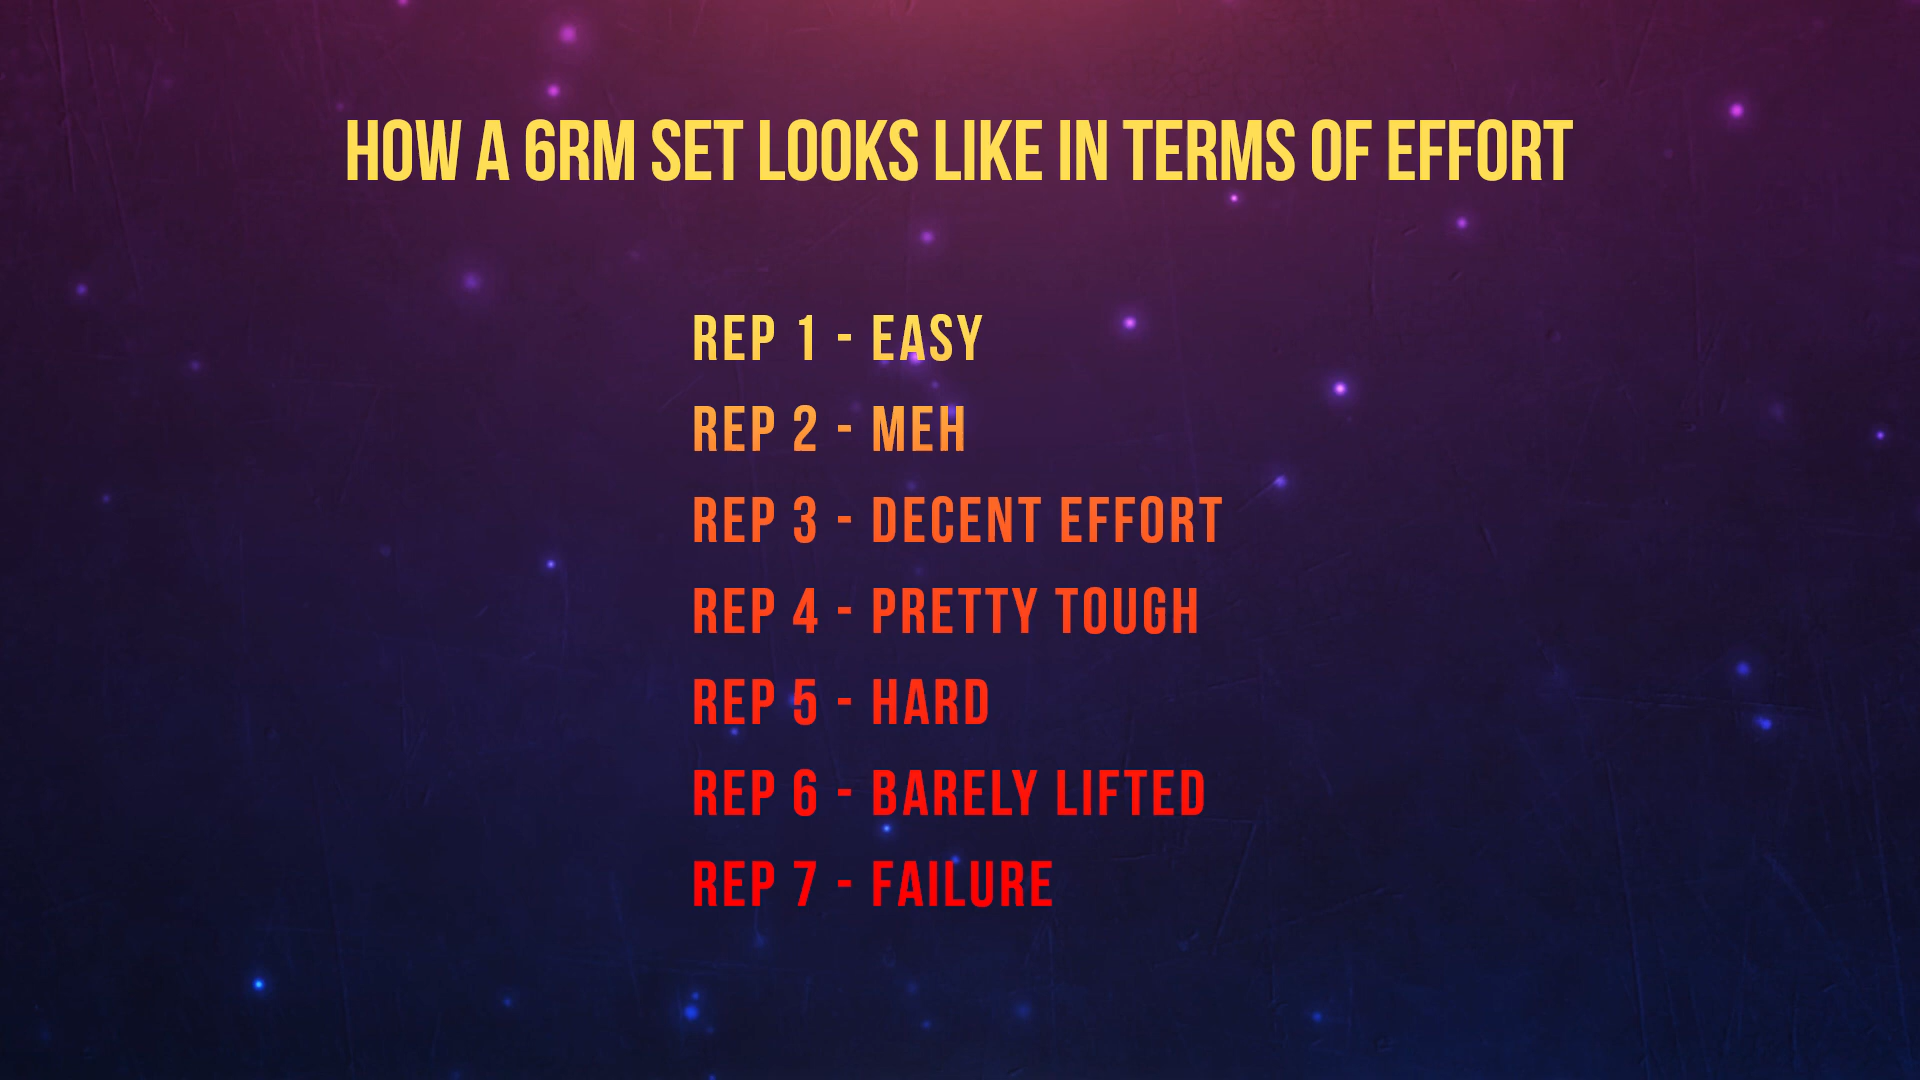 HOW A 6RM SET LOOKS LIKE IN TERMS OF EFFORT
REP 1 - EASY
REP 2 - MEH
REP 3 - DECENT EFFORT
REP 4 - PRETTY TOUGH
REP 5 - HARD
REP 6 - BARELY LIFTED
REP 7 - FAILURE